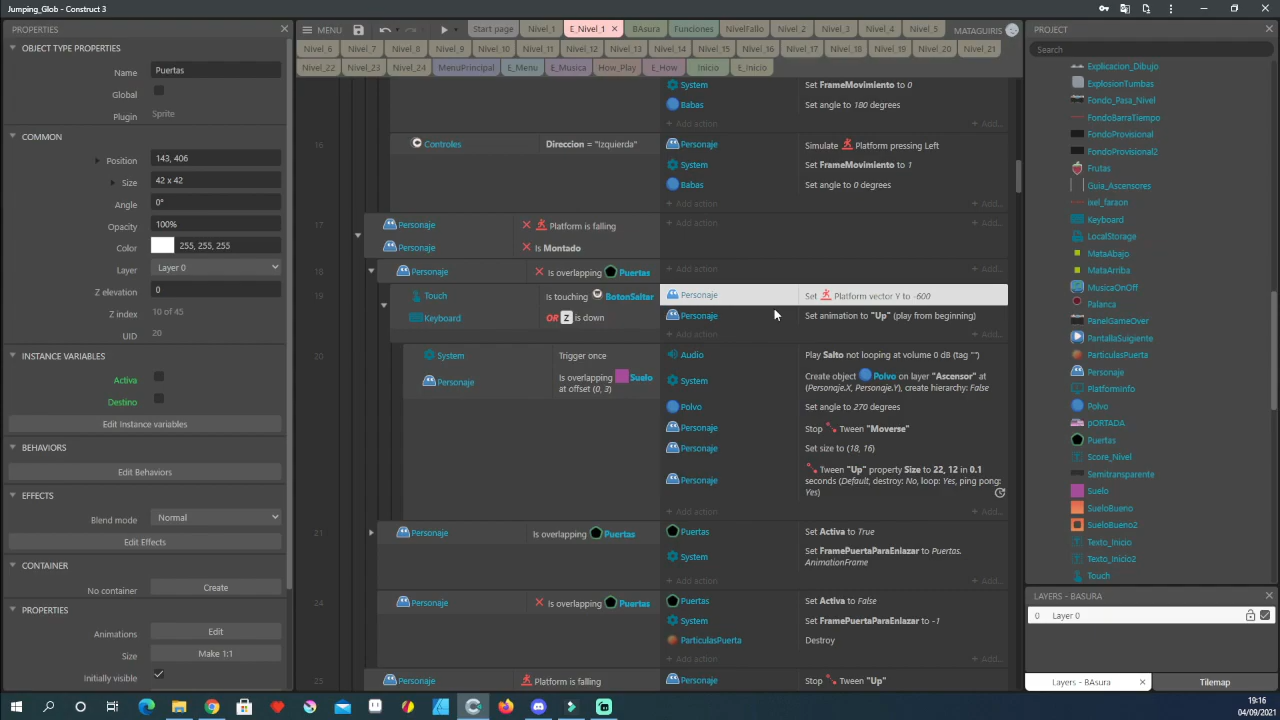 Jumping_Glob - Construct 3
PROPERTIES
OBJECT TYPE PROPERTIES
Name Puertas
Global
Plugin Sprite
COMMON
Position 143, 406
Size 42 x 42
Angle 0°
Opacity 100%
Color 255, 255, 255
Layer Layer 0
Z elevation 0
Z index 10 of 45
UID 20
INSTANCE VARIABLES
Activa
Destino
Edit Instance variables
BEHAVIORS
Edit Behaviors
EFFECTS
Blend mode Normal
Edit Effects
CONTAINER
No container Create
PROPERTIES
Animations Edit
Size Make 1:1
Initially visible
MENU Start page Nivel_1 E_Nivel_1 BAsura Funciones NivelFallo Nivel_2 Nivel_3 Nivel_4 Nivel_5 MATAGUIRIS
Nivel_6 Nivel_7 Nivel_8 Nivel_9 Nivel_10 Nivel_11 Nivel_12 Nivel_13 Nivel_14 Nivel_15 Nivel_16 Nivel_17 Nivel_18 Nivel_19 Nivel_20 Nivel_21
Nivel_22 Nivel_23 Nivel_24 MenuPrincipal E_Menu E_Musica How_Play E_How Inicio E_inicio
System Set FrameMovimiento to 0
Babas Set angle to 180 degrees
+ Add action + Add...
16 Controles Direccion = "Izquierda" Personaje Simulate Platform pressing Left
System Set FrameMovimiento to 1
Babas Set angle to 0 degrees
+ Add action + Add...
17 Personaje Platform is falling + Add action + Add...
Personaje Is Montado
18 Personaje Is overlapping Puertas + Add action + Add...
19 Touch Is touching BotonSaltar Personaje Set Platform vector Y to -600
Keyboard OR Z is down Personaje Set animation to "Up" (play from beginning)
+ Add action + Add...
20 System Trigger once Audio Play Salto not looping at volume 0 dB (tag "")
Personaje Is overlapping Suelo at offset (0, 3) System Create object Polvo on layer "Ascensor" at (Personaje.X, Personaje.Y), create hierarchy: False
Polvo Set angle to 270 degrees
Personaje Stop Tween "Moverse"
Personaje Set size to (18, 16)
Personaje Tween "Up" property Size to 22, 12 in 0.1 seconds (Default, destroy: No, loop: Yes, ping pong: Yes)
+ Add action + Add...
21 Personaje Is overlapping Puertas Puertas Set Activa to True
System Set FramePuertaParaEnlazar to Puertas.AnimationFrame
+ Add action + Add...
24 Personaje Is overlapping Puertas Puertas Set Activa to False
System Set FramePuertaParaEnlazar to -1
ParticulasPuerta Destroy
+ Add action + Add...
25 Personaje Platform is falling Personaje Stop Tween "Up"
PROJECT
Search
Explicacion_Dibujo
ExplosionTumbas
Fondo_Pasa_Nivel
FondoBarraTiempo
FondoProvisional
FondoProvisional2
Frutas
Guia_Ascensores
ixel_faraon
Keyboard
LocalStorage
MataAbajo
MataArriba
MusicaOnOff
Palanca
PanelGameOver
PantallaSuigiente
ParticulasPuerta
Personaje
PlatformInfo
Polvo
pORTADA
Puertas
Score_Nivel
Semitransparente
Suelo
SueloBueno
SueloBueno2
Texto_Inicio
Texto_Inicio2
Touch
LAYERS - BASURA
0 Layer 0
Layers - BAsura Tilemap
19:16
04/09/2021